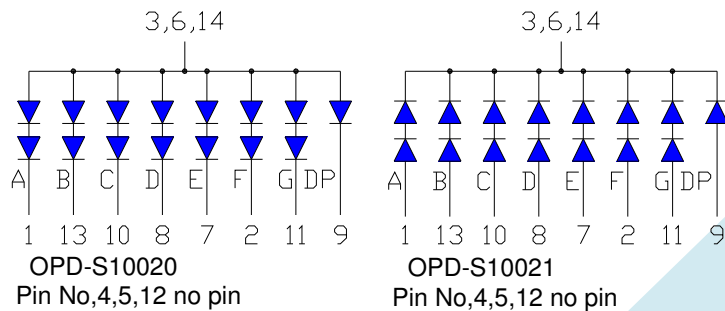 3,6,14 3,6,14
A B C D E F G DP A B C D E F G DP
1 13 10 8 7 2 11 9 1 13 10 8 7 2 11 9
OPD-S10020 OPD-S10021
Pin No,4,5,12 no pin Pin No,4,5,12 no pin